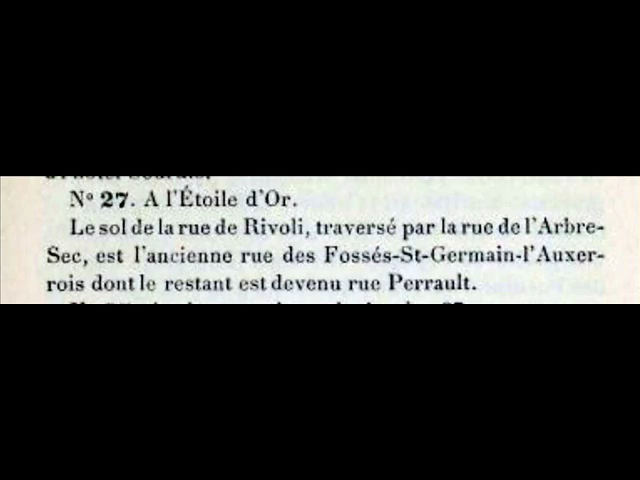 N° 27. A l'Étoile d'Or.
Le sol de la rue de Rivoli, traversé par la rue de l'Arbre-
Sec, est l'ancienne rue des Fossés-St-Germain-l'Auxer-
rois dont le restant est devenu rue Perrault.